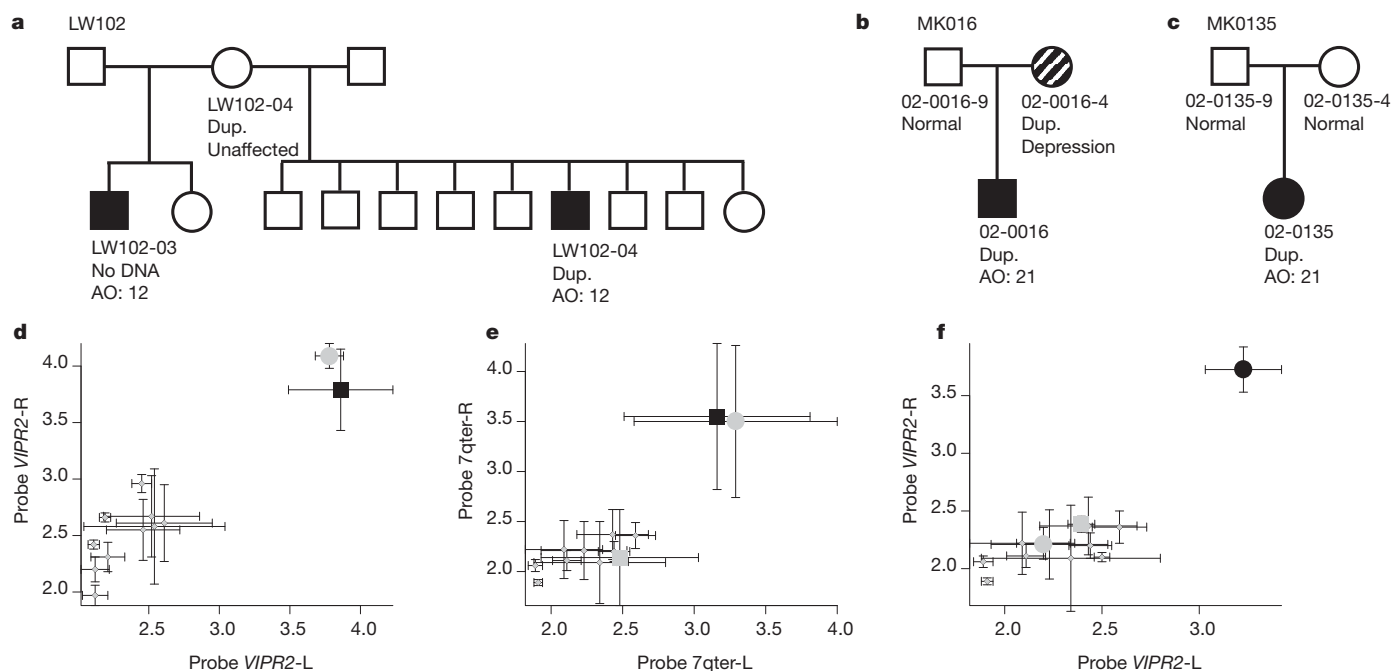 a LW102
LW102-04
Dup.
Unaffected
LW102-03
No DNA
AO: 12
LW102-04
Dup.
AO: 12
b MK016
02-0016-9
Normal
02-0016-4
Dup.
Depression
02-0016
Dup.
AO: 21
c MK0135
02-0135-9
Normal
02-0135-4
Normal
02-0135
Dup.
AO: 21
d
Probe VIPR2-R
4.0
3.5
3.0
2.5
2.0
2.5 3.0 3.5 4.0
Probe VIPR2-L
e
Probe 7qter-R
4.0
3.5
3.0
2.5
2.0
2.0 2.5 3.0 3.5 4.0
Probe 7qter-L
f
Probe VIPR2-R
3.5
3.0
2.5
2.0
2.0 2.5 3.0
Probe VIPR2-L